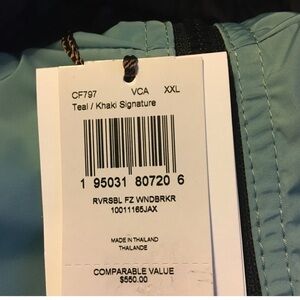 CF797 VCA XXL
Teal / Khaki Signature
1 95031 80720 6
RVRSBL FZ WNDBRKR
10011165JAX
MADE IN THAILAND
THAILANDE
COMPARABLE VALUE
$550.00